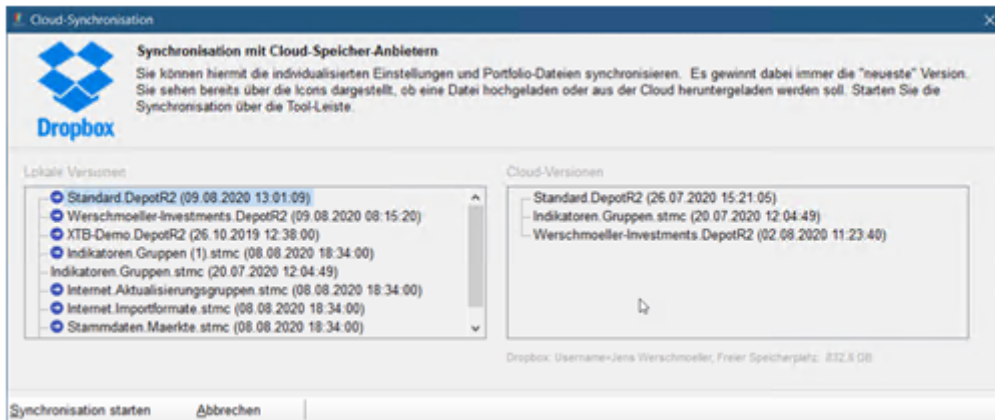 Cloud-Synchronisation
Synchronisation mit Cloud-Speicher-Anbietern
Sie können hiermit die individualisierten Einstellungen und Portfolio-Dateien synchronisieren. Es gewinnt dabei immer die "neueste" Version.
Sie sehen bereits über die Icons dargestellt, ob eine Datei hochgeladen oder aus der Cloud heruntergeladen werden soll. Starten Sie die
Synchronisation über die Tool-Leiste.
Dropbox
Lokale Versionen
Standard.DepotR2 (09.08.2020 13:01:09)
Werschmoeller-Investments.DepotR2 (09.08.2020 08:15:20)
XTB-Demo.DepotR2 (26.10.2019 12:38:00)
Indikatoren.Gruppen (1).stmc (08.08.2020 18:34:00)
Indikatoren.Gruppen.stmc (20.07.2020 12:04:49)
Internet.Aktualisierungsgruppen.stmc (08.08.2020 18:34:00)
Internet.Importformate.stmc (08.08.2020 18:34:00)
Stammdaten.Maerkte.stmc (08.08.2020 18:34:00)
Cloud-Versionen
Standard.DepotR2 (26.07.2020 15:21:05)
Indikatoren.Gruppen.stmc (20.07.2020 12:04:49)
Werschmoeller-Investments.DepotR2 (02.08.2020 11:23:40)
Dropbox: Username=Jens Werschmoeller, Freier Speicherplatz: 832,6 GB
Synchronisation starten
Abbrechen